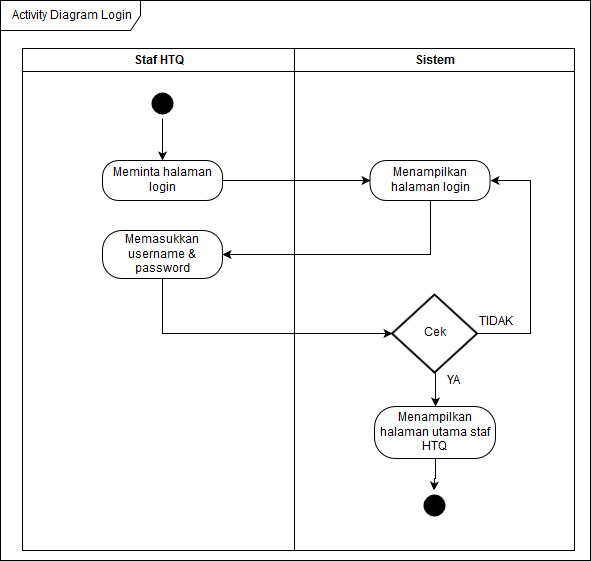 Activity Diagram Login
Staf HTQ
Sistem
Meminta halaman
login
Menampilkan
halaman login
Memasukkan
username &
password
Cek
TIDAK
YA
Menampilkan
halaman utama staf
HTQ